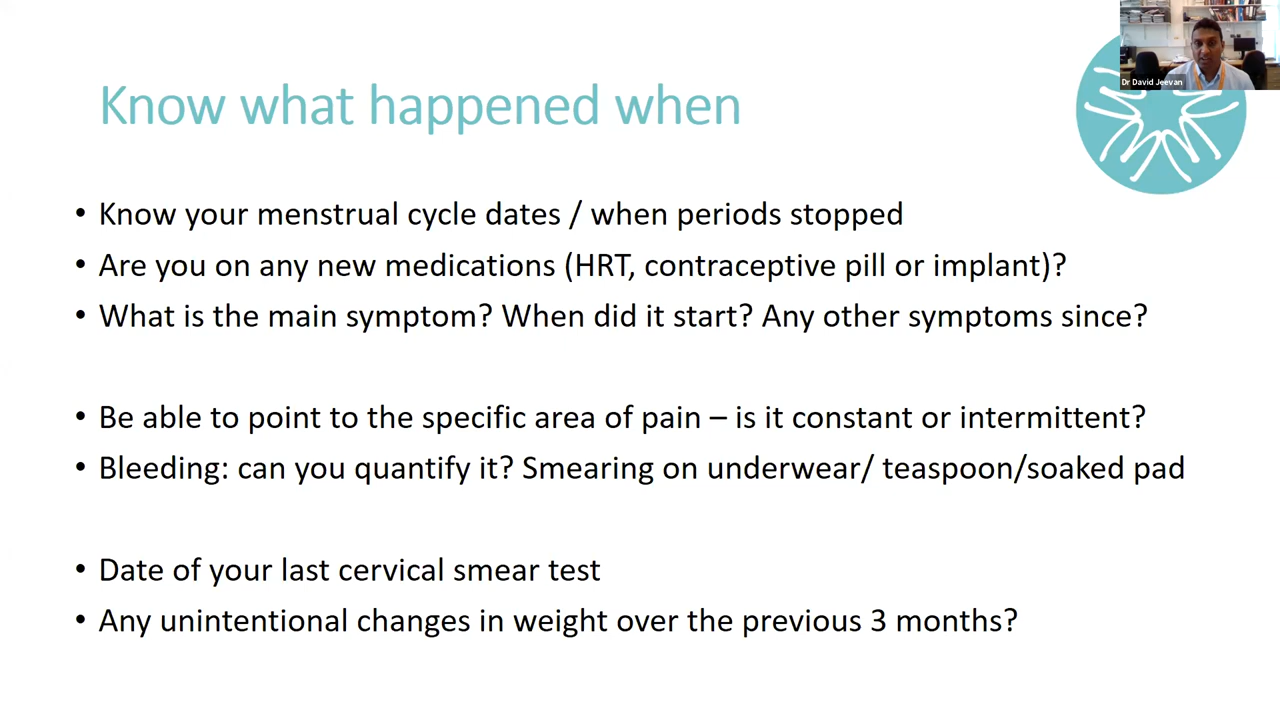 Dr David Jeevan
Know what happened when
• Know your menstrual cycle dates / when periods stopped
• Are you on any new medications (HRT, contraceptive pill or implant)?
• What is the main symptom? When did it start? Any other symptoms since?
• Be able to point to the specific area of pain – is it constant or intermittent?
• Bleeding: can you quantify it? Smearing on underwear/ teaspoon/soaked pad
• Date of your last cervical smear test
• Any unintentional changes in weight over the previous 3 months?